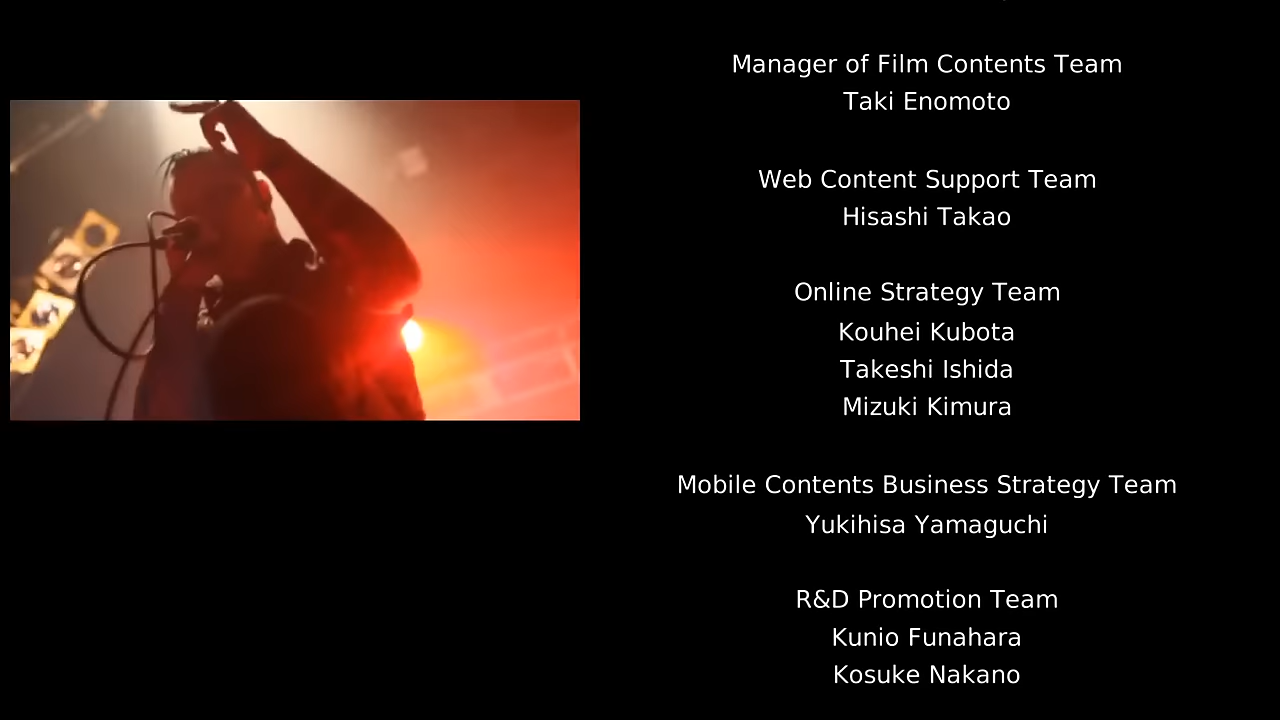 Manager of Film Contents Team
Taki Enomoto
Web Content Support Team
Hisashi Takao
Online Strategy Team
Kouhei Kubota
Takeshi Ishida
Mizuki Kimura
Mobile Contents Business Strategy Team
Yukihisa Yamaguchi
R&D Promotion Team
Kunio Funahara
Kosuke Nakano